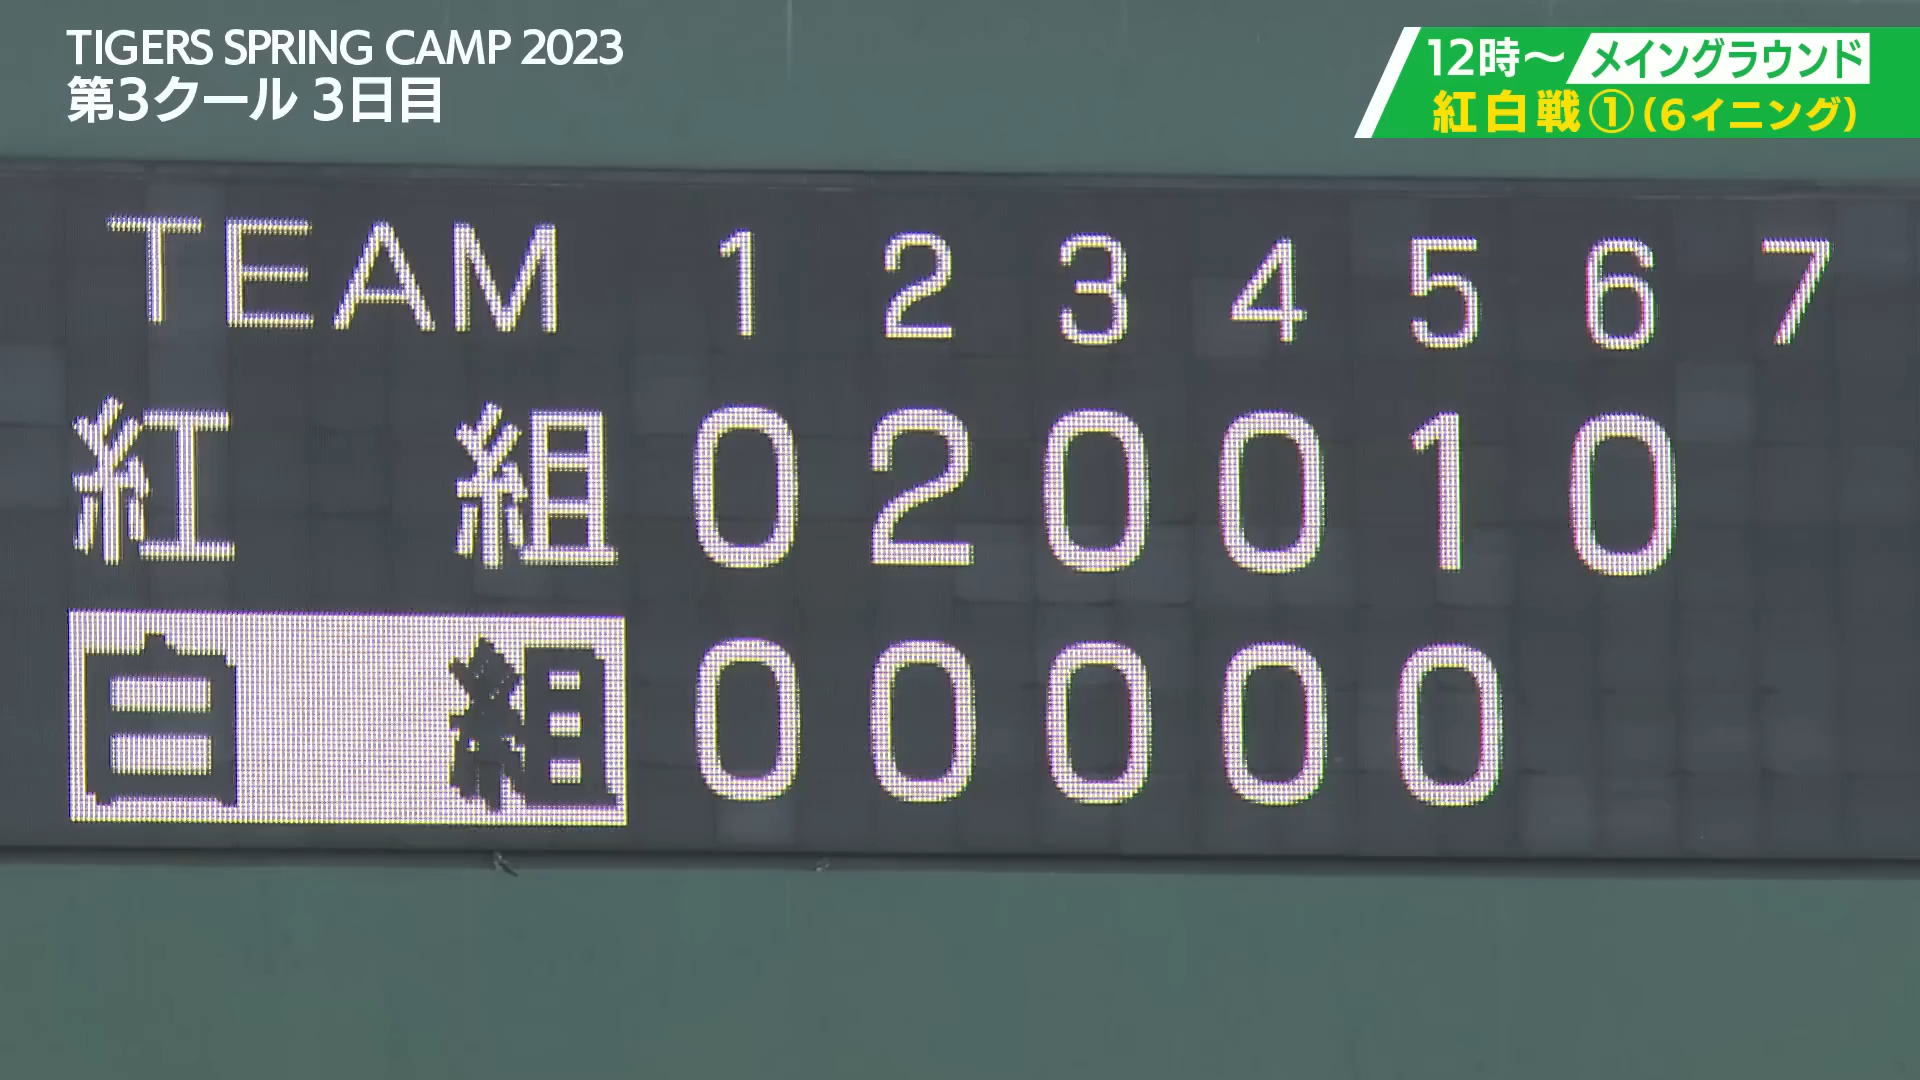 TIGERS SPRING CAMP 2023
第3クール 3日目
12時～ メイングラウンド
紅白戦①(6イニング)
TEAM 1 2 3 4 5 6 7
紅 組 0 2 0 0 1 0
白 組 0 0 0 0 0